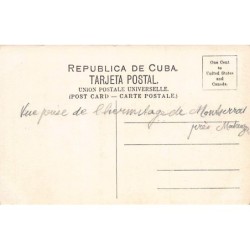 REPUBLICA DE CUBA.
TARJETA POSTAL.
UNION POSTALE UNIVERSELLE.
(POST CARD) — CARTE POSTALE.)
One Cent
to
United States
and
Canada.
Vue prise de l'hermitage de Montserrat
près Matanzas